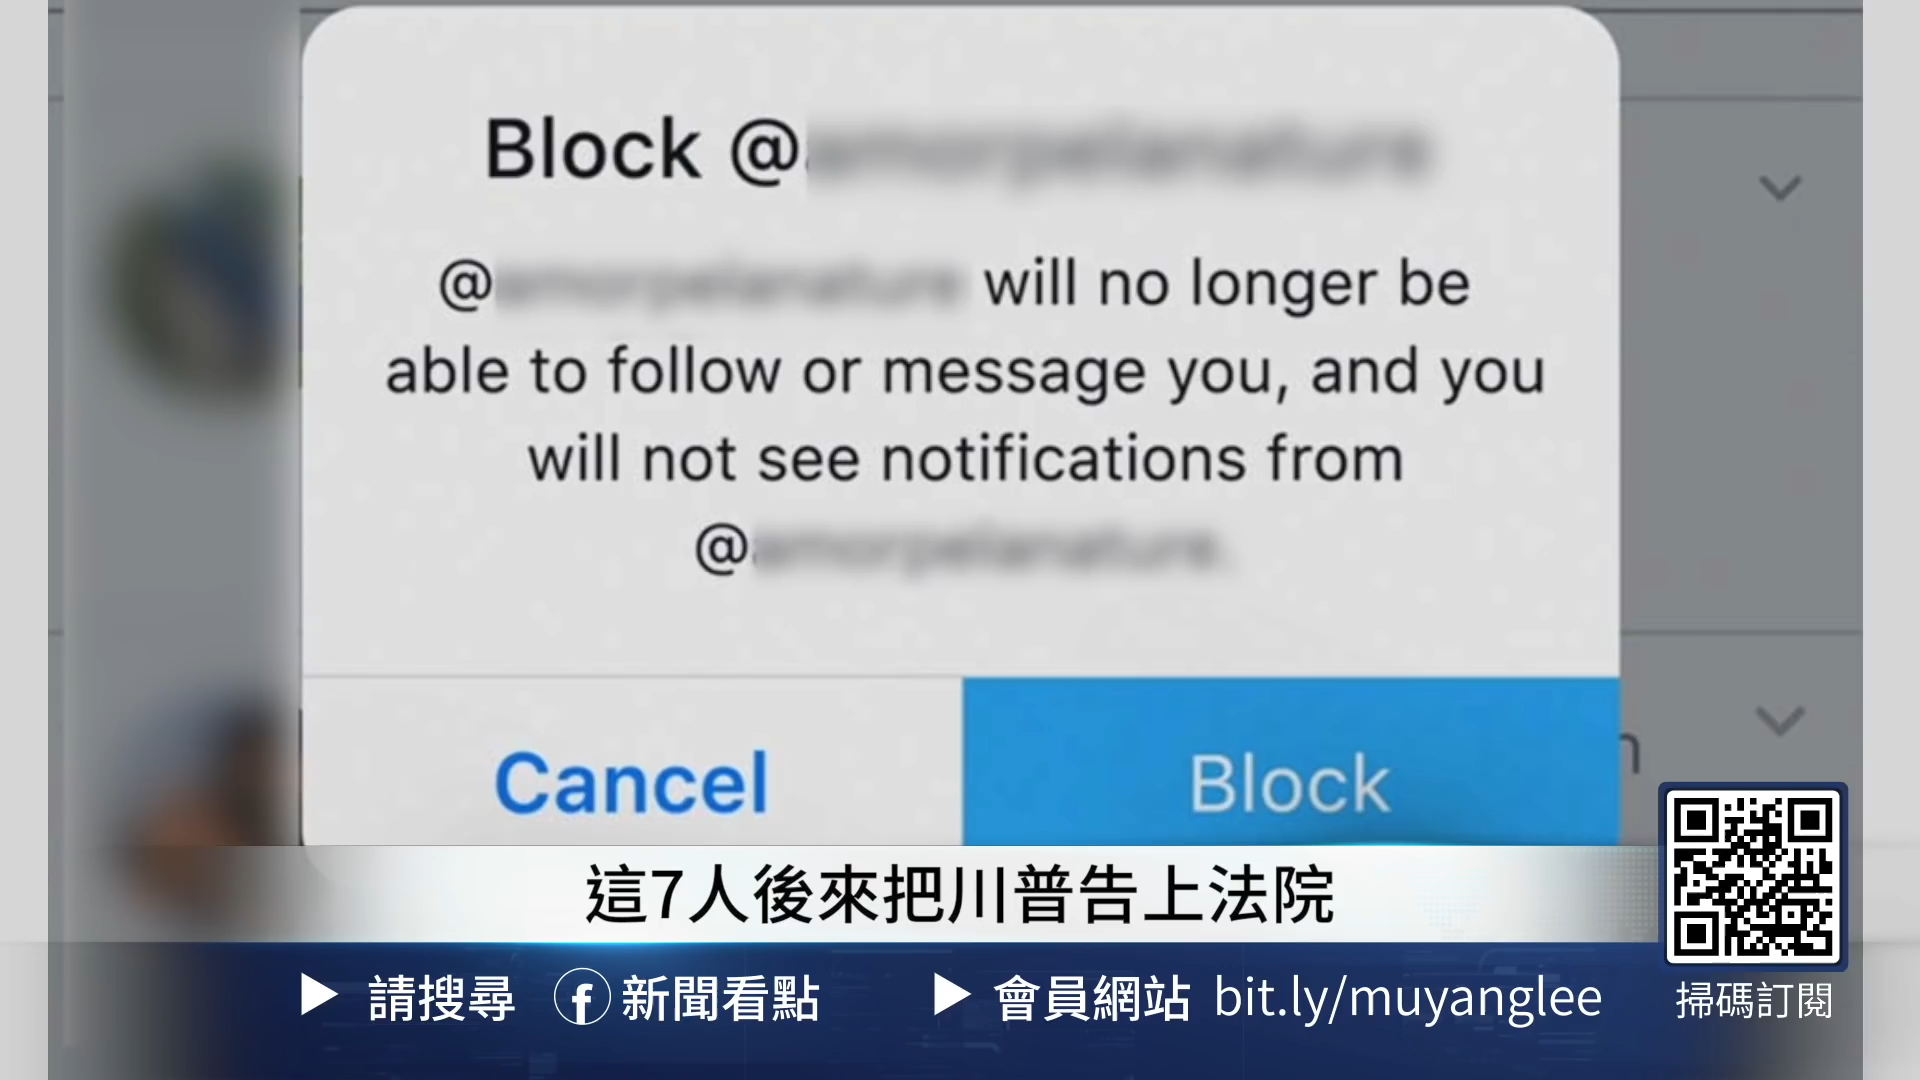 Block @
@ will no longer be
able to follow or message you, and you
will not see notifications from
@
Cancel
Block
這7人後來把川普告上法院
請搜尋 f 新聞看點
會員網站 bit.ly/muyanglee
掃碼訂閱